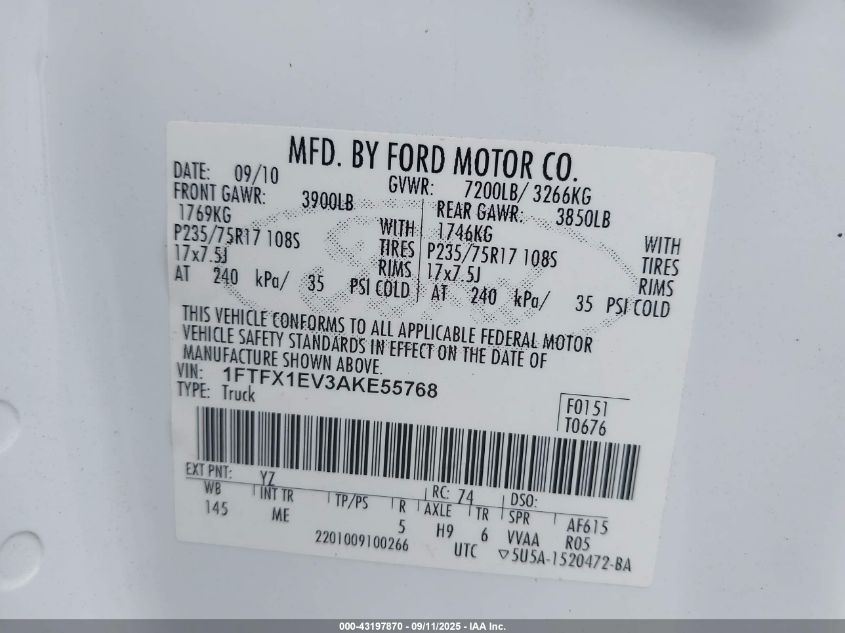 MFD. BY FORD MOTOR CO.
DATE: 09/10 GVWR: 7200LB/ 3266KG
FRONT GAWR: 3900LB REAR GAWR: 3850LB
1769KG WITH 1746KG WITH
P235/75R17 108S TIRES P235/75R17 108S TIRES
17x7.5J RIMS 17x7.5J RIMS
AT 240 kPa/ 35 PSI COLD AT 240 kPa/ 35 PSI COLD
THIS VEHICLE CONFORMS TO ALL APPLICABLE FEDERAL MOTOR
VEHICLE SAFETY STANDARDS IN EFFECT ON THE DATE OF
MANUFACTURE SHOWN ABOVE.
VIN: 1FTFX1EV3AKE55768
TYPE: Truck
F0151
T0676
EXT PNT: YZ RC: 74 DSO:
WB INT TR TP/PS R AXLE TR SPR AF615
145 ME 5 H9 6 VVAA R05
2201009100266 UTC ▽5U5A-1520472-BA
000-43197870 - 09/11/2025 - IAA Inc.